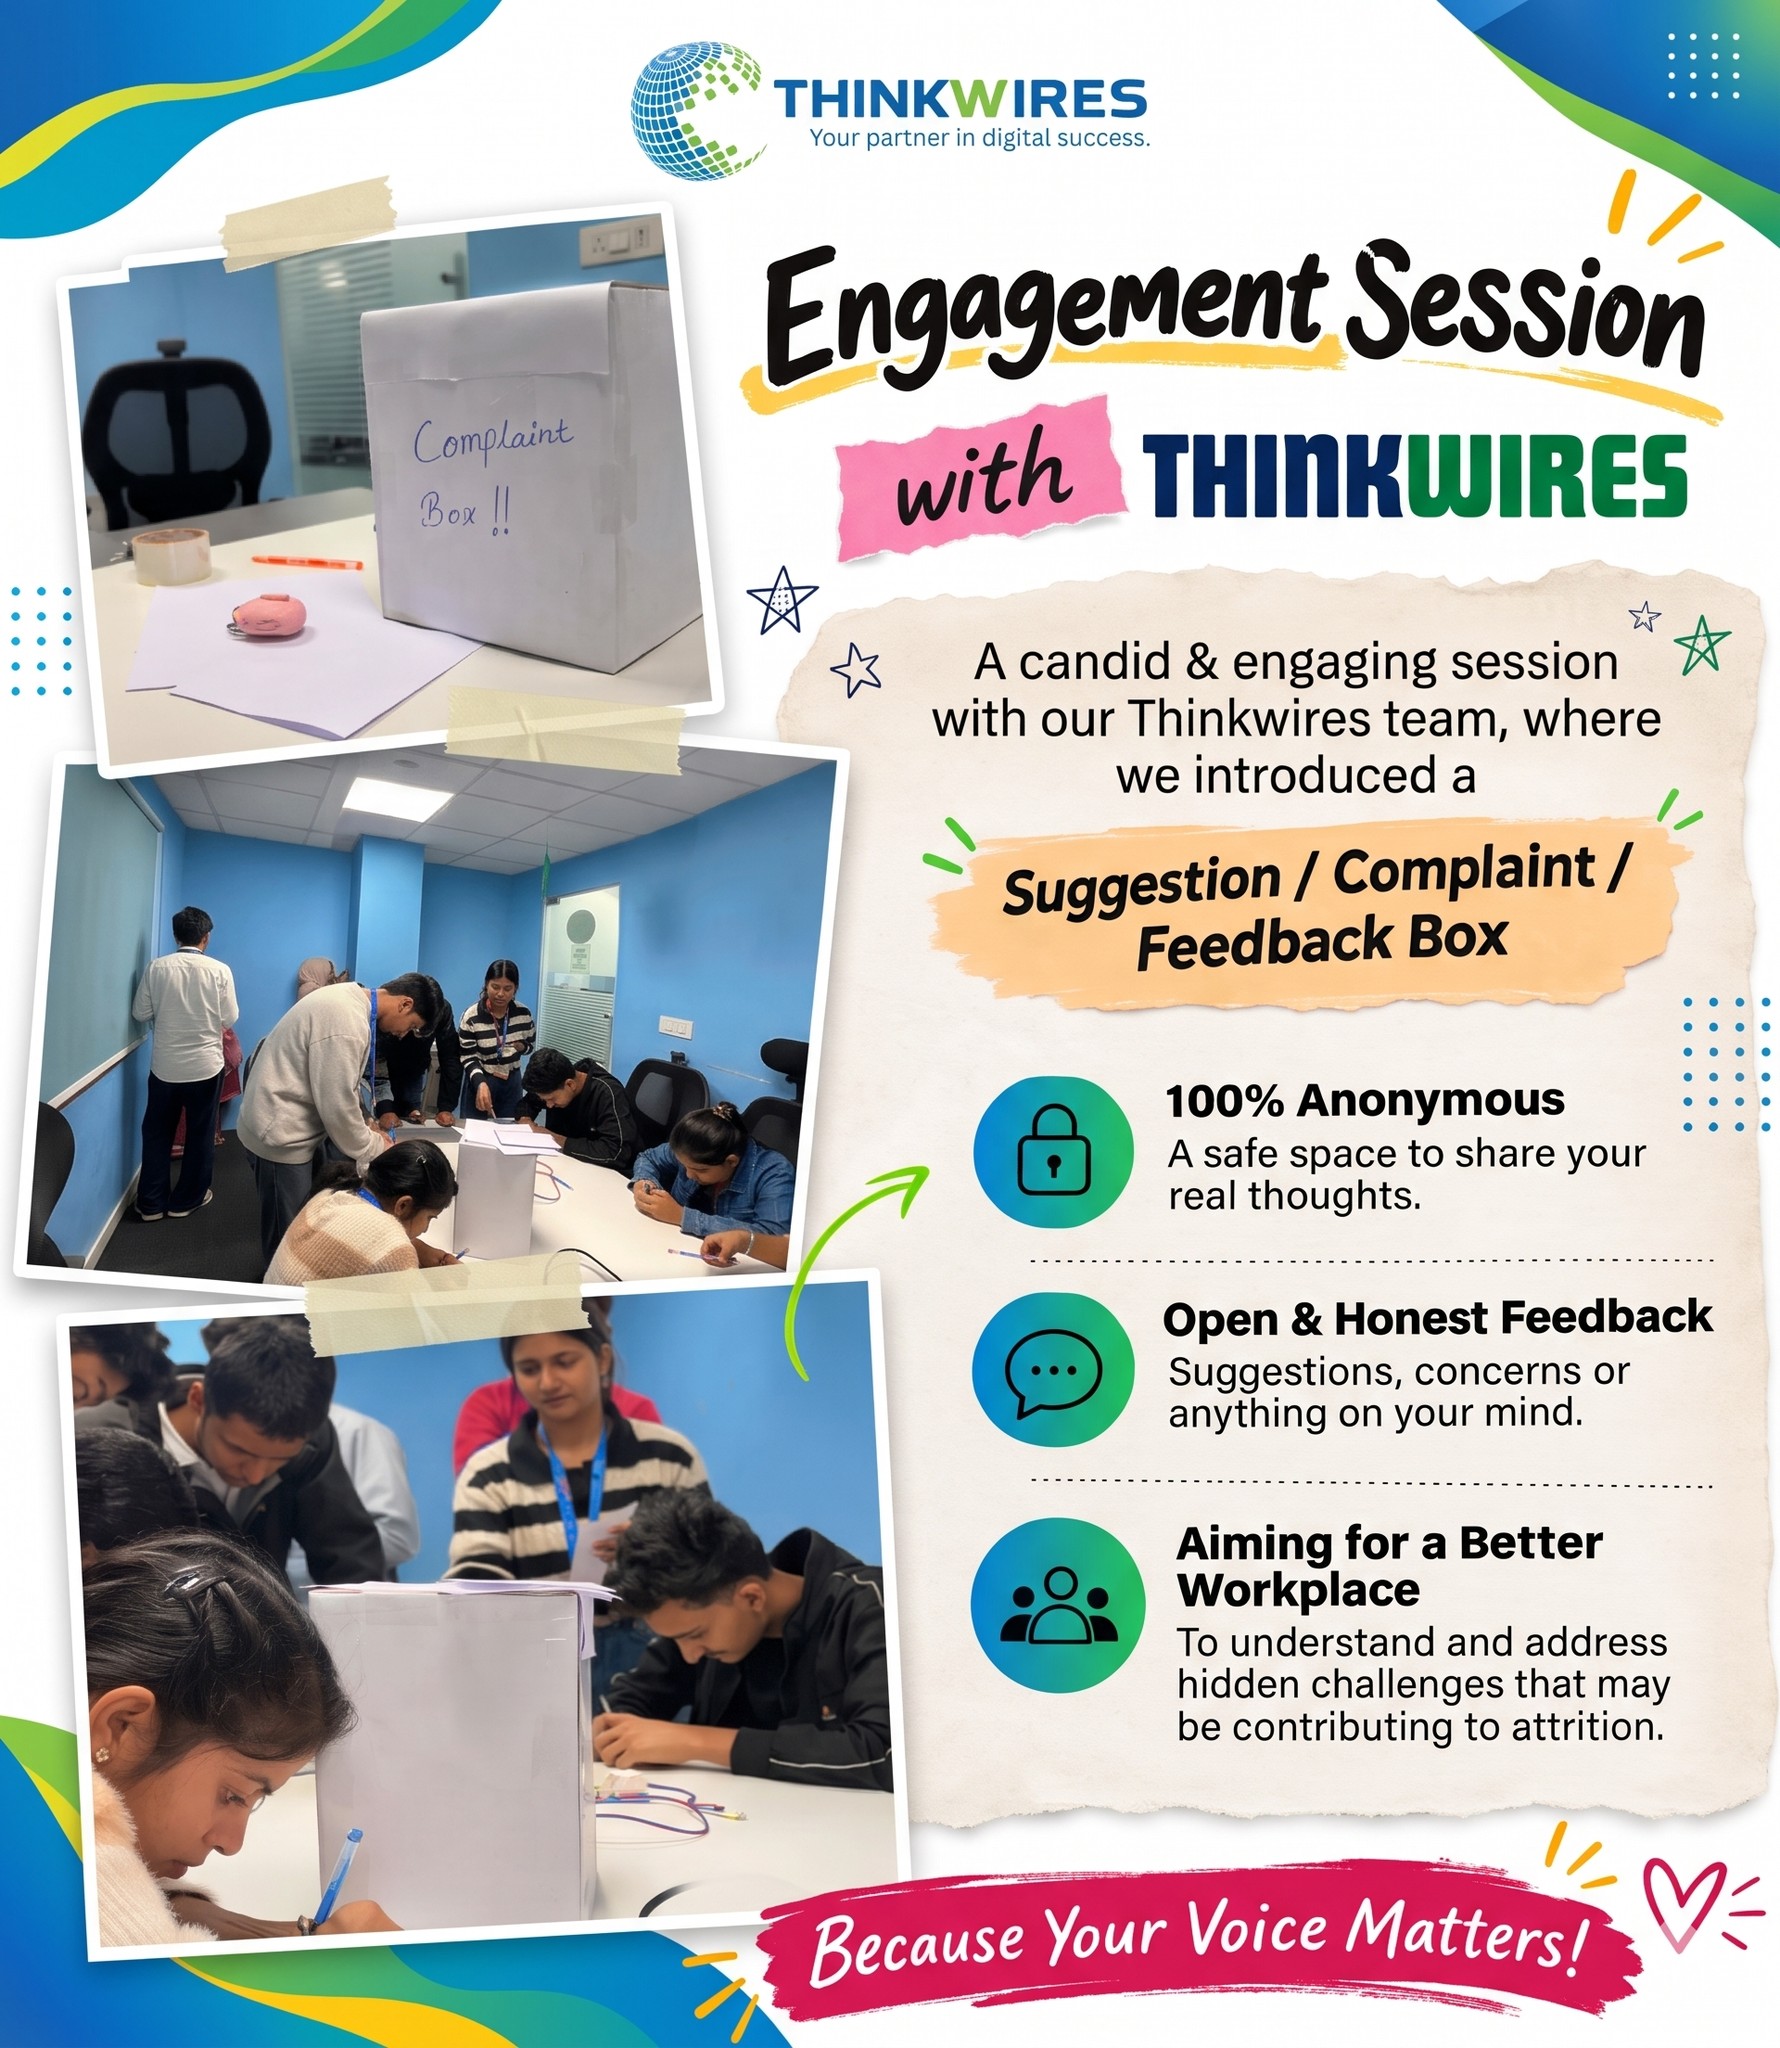 THINKWIRES
Your partner in digital success.
Engagement Session
with THINKWIRES
Complaint
Box !!
A candid & engaging session
with our Thinkwires team, where
we introduced a
Suggestion / Complaint /
Feedback Box
100% Anonymous
A safe space to share your
real thoughts.
Open & Honest Feedback
Suggestions, concerns or
anything on your mind.
Aiming for a Better
Workplace
To understand and address
hidden challenges that may
be contributing to attrition.
Because Your Voice Matters!